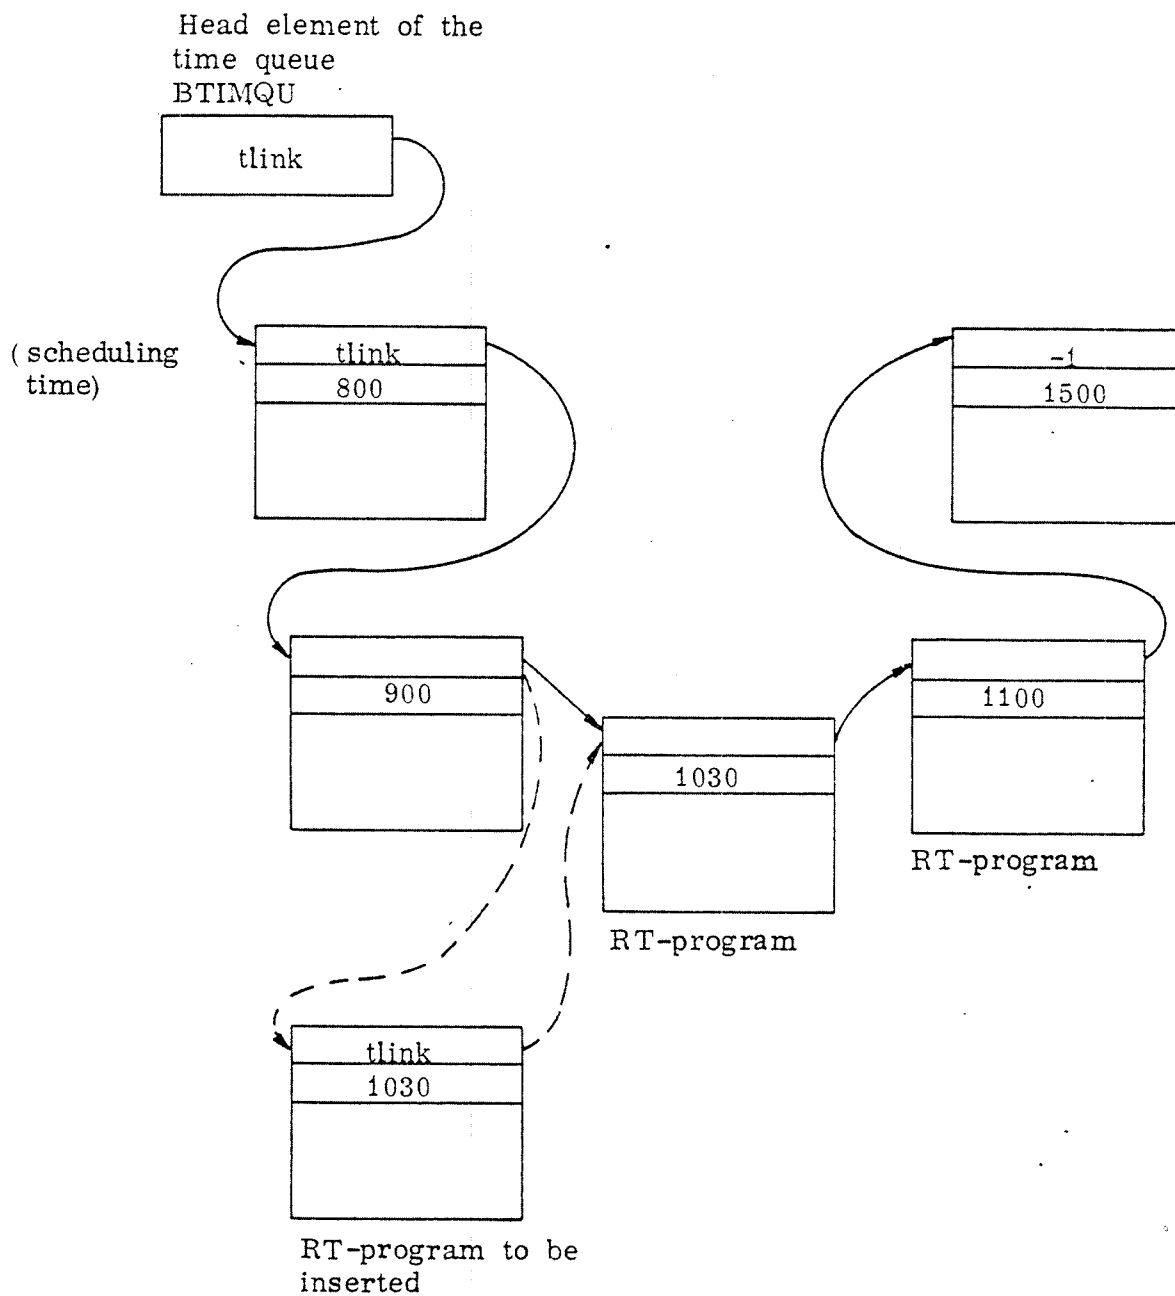 Head element of the
time queue
BTIMQU
tlink
(scheduling
time)
tlink
800
-1
1500
900
1030
1100
RT-program
RT-program
tlink
1030
RT-program to be
inserted